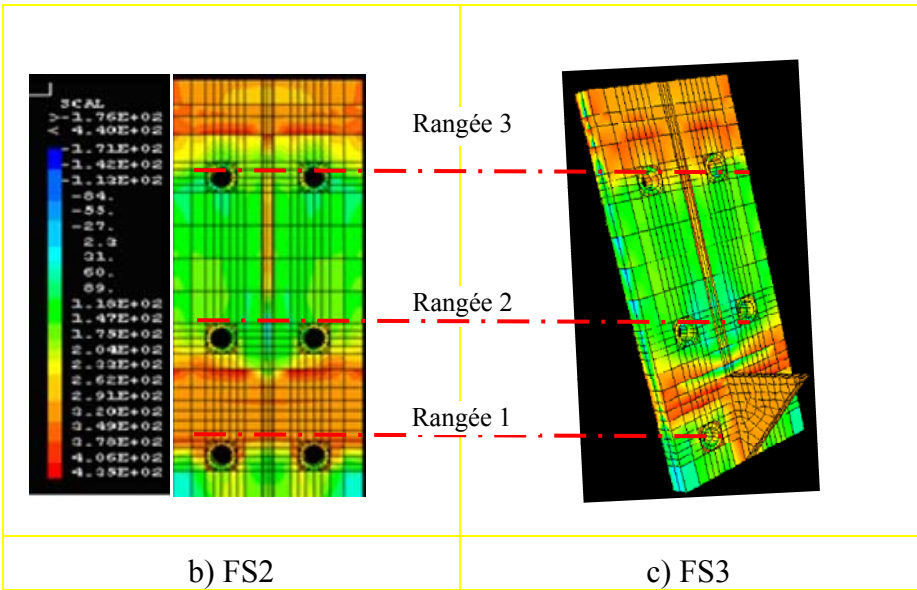 SCAL
>-1.76E+02
< 4.40E+02
-1.71E+02
-1.42E+02
-1.13E+02
-84.
-55.
-27.
2.3
31.
60.
89.
1.18E+02
1.47E+02
1.75E+02
2.04E+02
2.33E+02
2.62E+02
2.91E+02
3.20E+02
3.49E+02
3.78E+02
4.06E+02
4.35E+02
Rangée 3
Rangée 2
Rangée 1
b) FS2
c) FS3